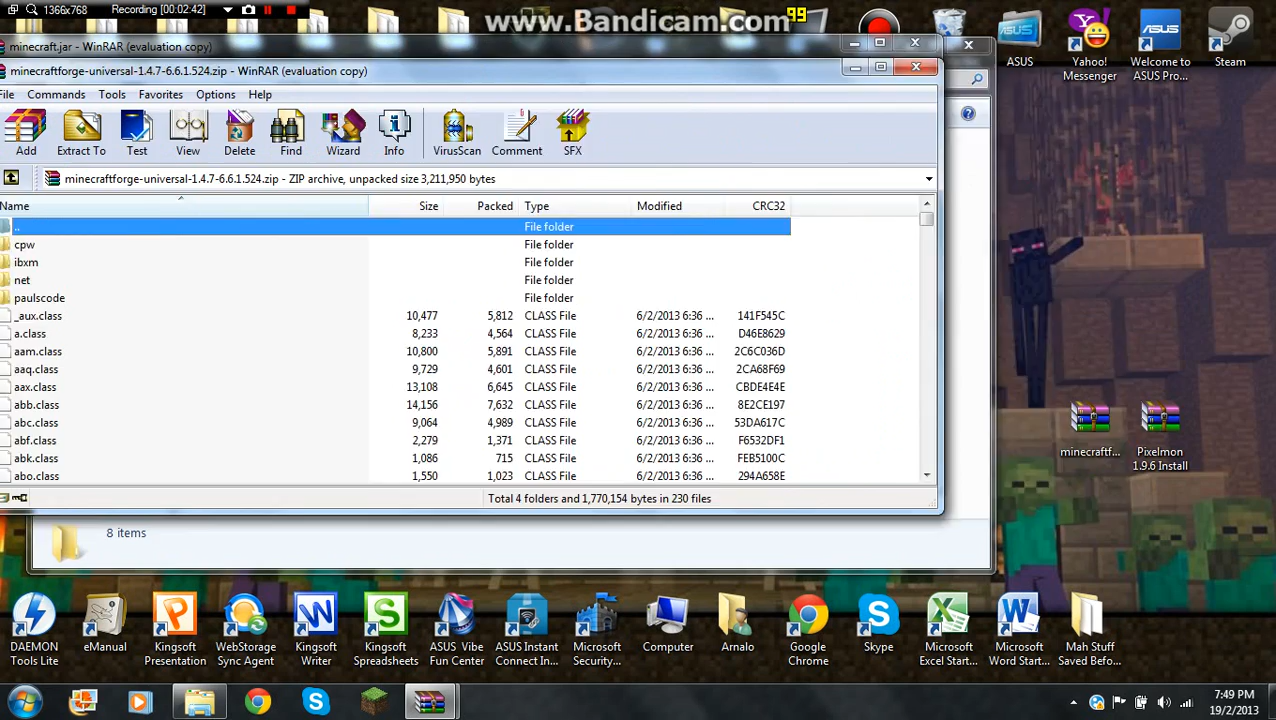 1366x768 Recording [00:02:42]
www.Bandicam.com 99
minecraft.jar - WinRAR (evaluation copy)
minecraftforge-universal-1.4.7-6.6.1.524.zip - WinRAR (evaluation copy)
File Commands Tools Favorites Options Help
Add Extract To Test View Delete Find Wizard Info VirusScan Comment SFX
minecraftforge-universal-1.4.7-6.6.1.524.zip - ZIP archive, unpacked size 3,211,950 bytes
Name Size Packed Type Modified CRC32
.. File folder
cpw File folder
ibxm File folder
net File folder
paulscode File folder
_aux.class 10,477 5,812 CLASS File 6/2/2013 6:36 ... 141F545C
a.class 8,233 4,564 CLASS File 6/2/2013 6:36 ... D46E8629
aam.class 10,800 5,891 CLASS File 6/2/2013 6:36 ... 2C6C036D
aaq.class 9,729 4,601 CLASS File 6/2/2013 6:36 ... 2CA68F69
aax.class 13,108 6,645 CLASS File 6/2/2013 6:36 ... CBDE4E4E
abb.class 14,156 7,632 CLASS File 6/2/2013 6:36 ... 8E2CE197
abc.class 9,064 4,989 CLASS File 6/2/2013 6:36 ... 53DA617C
abf.class 2,279 1,371 CLASS File 6/2/2013 6:36 ... F6532DF1
abk.class 1,086 715 CLASS File 6/2/2013 6:36 ... FEB5100C
abo.class 1,550 1,023 CLASS File 6/2/2013 6:36 ... 294A658E
Total 4 folders and 1,770,154 bytes in 230 files
8 items
ASUS
Yahoo!
Messenger
Welcome to
ASUS Pro...
Steam
minecraftf...
Pixelmon
1.9.6 Install
DAEMON
Tools Lite
eManual
Kingsoft
Presentation
WebStorage
Sync Agent
Kingsoft
Writer
Kingsoft
Spreadsheets
ASUS Vibe
Fun Center
ASUS Instant
Connect In...
Microsoft
Security...
Computer
Arnalo
Google
Chrome
Skype
Microsoft
Excel Start...
Microsoft
Word Start...
Mah Stuff
Saved Befo...
7:49 PM
19/2/2013